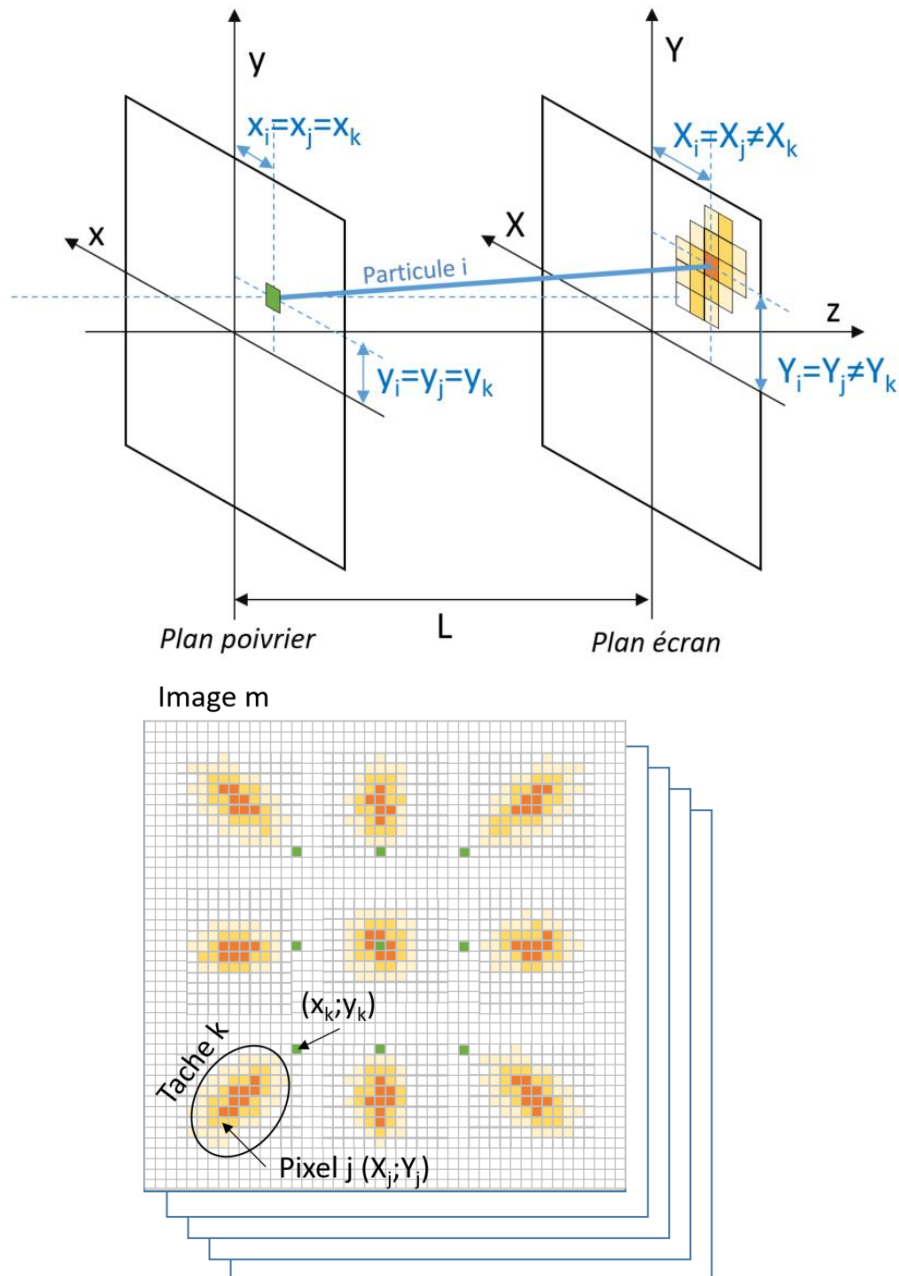 y
Y
xᵢ=xⱼ=xₖ
Xᵢ=Xⱼ≠Xₖ
x
X
Particule i
z
yᵢ=yⱼ=yₖ
Yᵢ=Yⱼ≠Yₖ
L
Plan poivrier
Plan écran
Image m
(xₖ;yₖ)
Tache k
Pixel j (Xⱼ;Yⱼ)